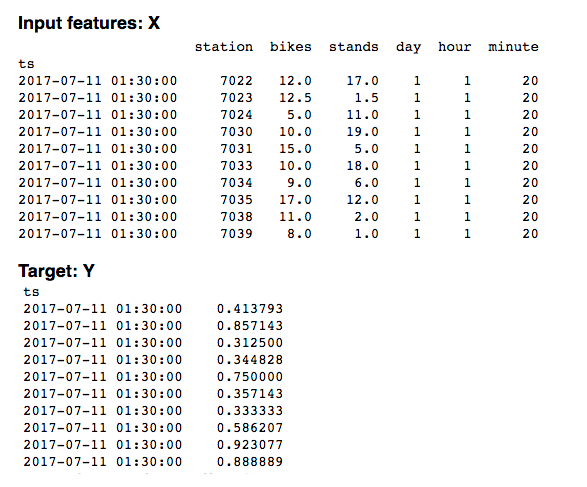 Input features: X
station bikes stands day hour minute
ts
2017-07-11 01:30:00 7022 12.0 17.0 1 1 20
2017-07-11 01:30:00 7023 12.5 1.5 1 1 20
2017-07-11 01:30:00 7024 5.0 11.0 1 1 20
2017-07-11 01:30:00 7030 10.0 19.0 1 1 20
2017-07-11 01:30:00 7031 15.0 5.0 1 1 20
2017-07-11 01:30:00 7033 10.0 18.0 1 1 20
2017-07-11 01:30:00 7034 9.0 6.0 1 1 20
2017-07-11 01:30:00 7035 17.0 12.0 1 1 20
2017-07-11 01:30:00 7038 11.0 2.0 1 1 20
2017-07-11 01:30:00 7039 8.0 1.0 1 1 20
Target: Y
ts
2017-07-11 01:30:00 0.413793
2017-07-11 01:30:00 0.857143
2017-07-11 01:30:00 0.312500
2017-07-11 01:30:00 0.344828
2017-07-11 01:30:00 0.750000
2017-07-11 01:30:00 0.357143
2017-07-11 01:30:00 0.333333
2017-07-11 01:30:00 0.586207
2017-07-11 01:30:00 0.923077
2017-07-11 01:30:00 0.888889